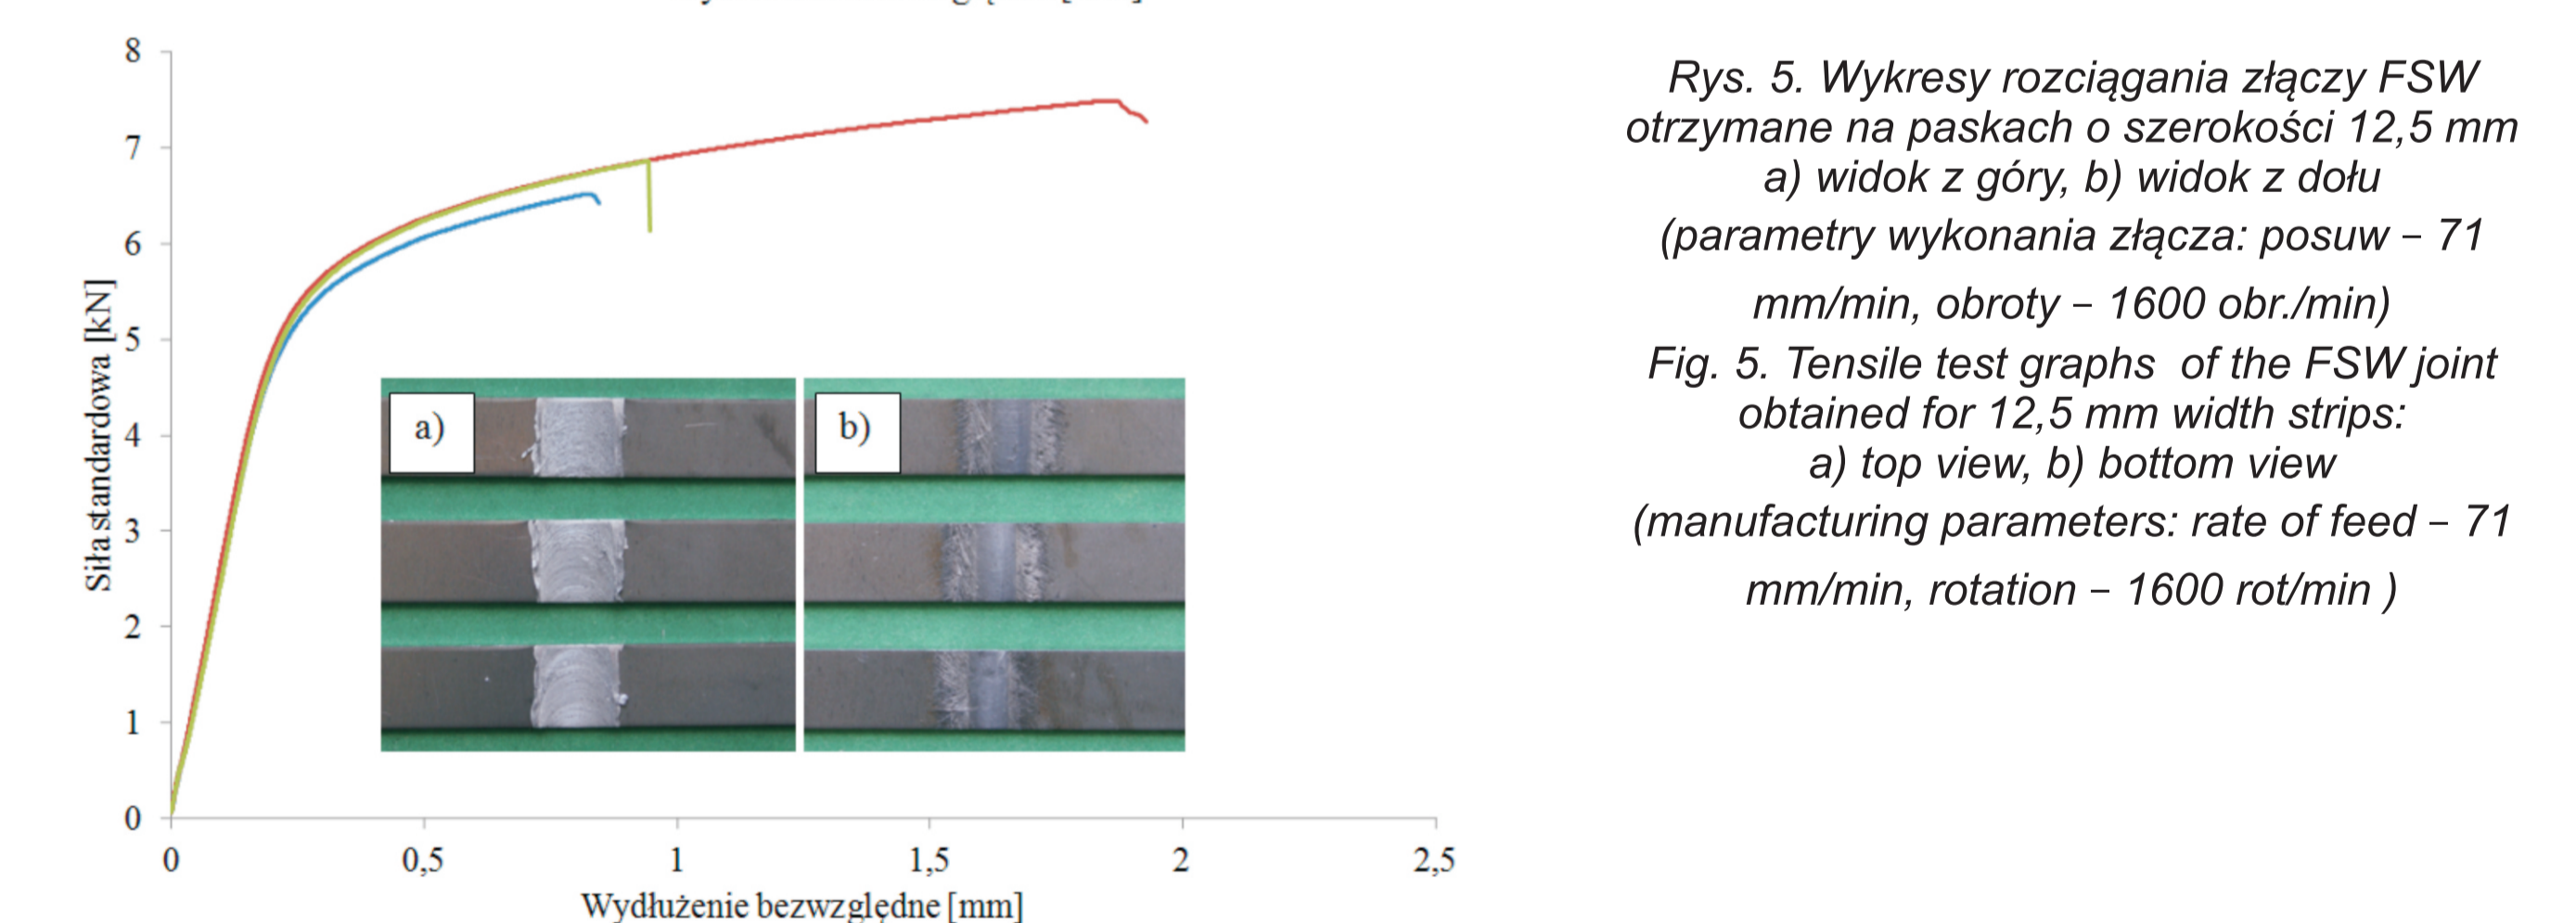 8
7
6
5
4
3
2
1
0
Siła standardowa [kN]
a)
b)
0
0,5
1
1,5
2
2,5
Wydłużenie bezwzględne [mm]
Rys. 5. Wykresy rozciągania złączy FSW
otrzymane na paskach o szerokości 12,5 mm
a) widok z góry, b) widok z dołu
(parametry wykonania złącza: posuw – 71
mm/min, obroty – 1600 obr./min)
Fig. 5. Tensile test graphs of the FSW joint
obtained for 12,5 mm width strips:
a) top view, b) bottom view
(manufacturing parameters: rate of feed – 71
mm/min, rotation – 1600 rot/min )